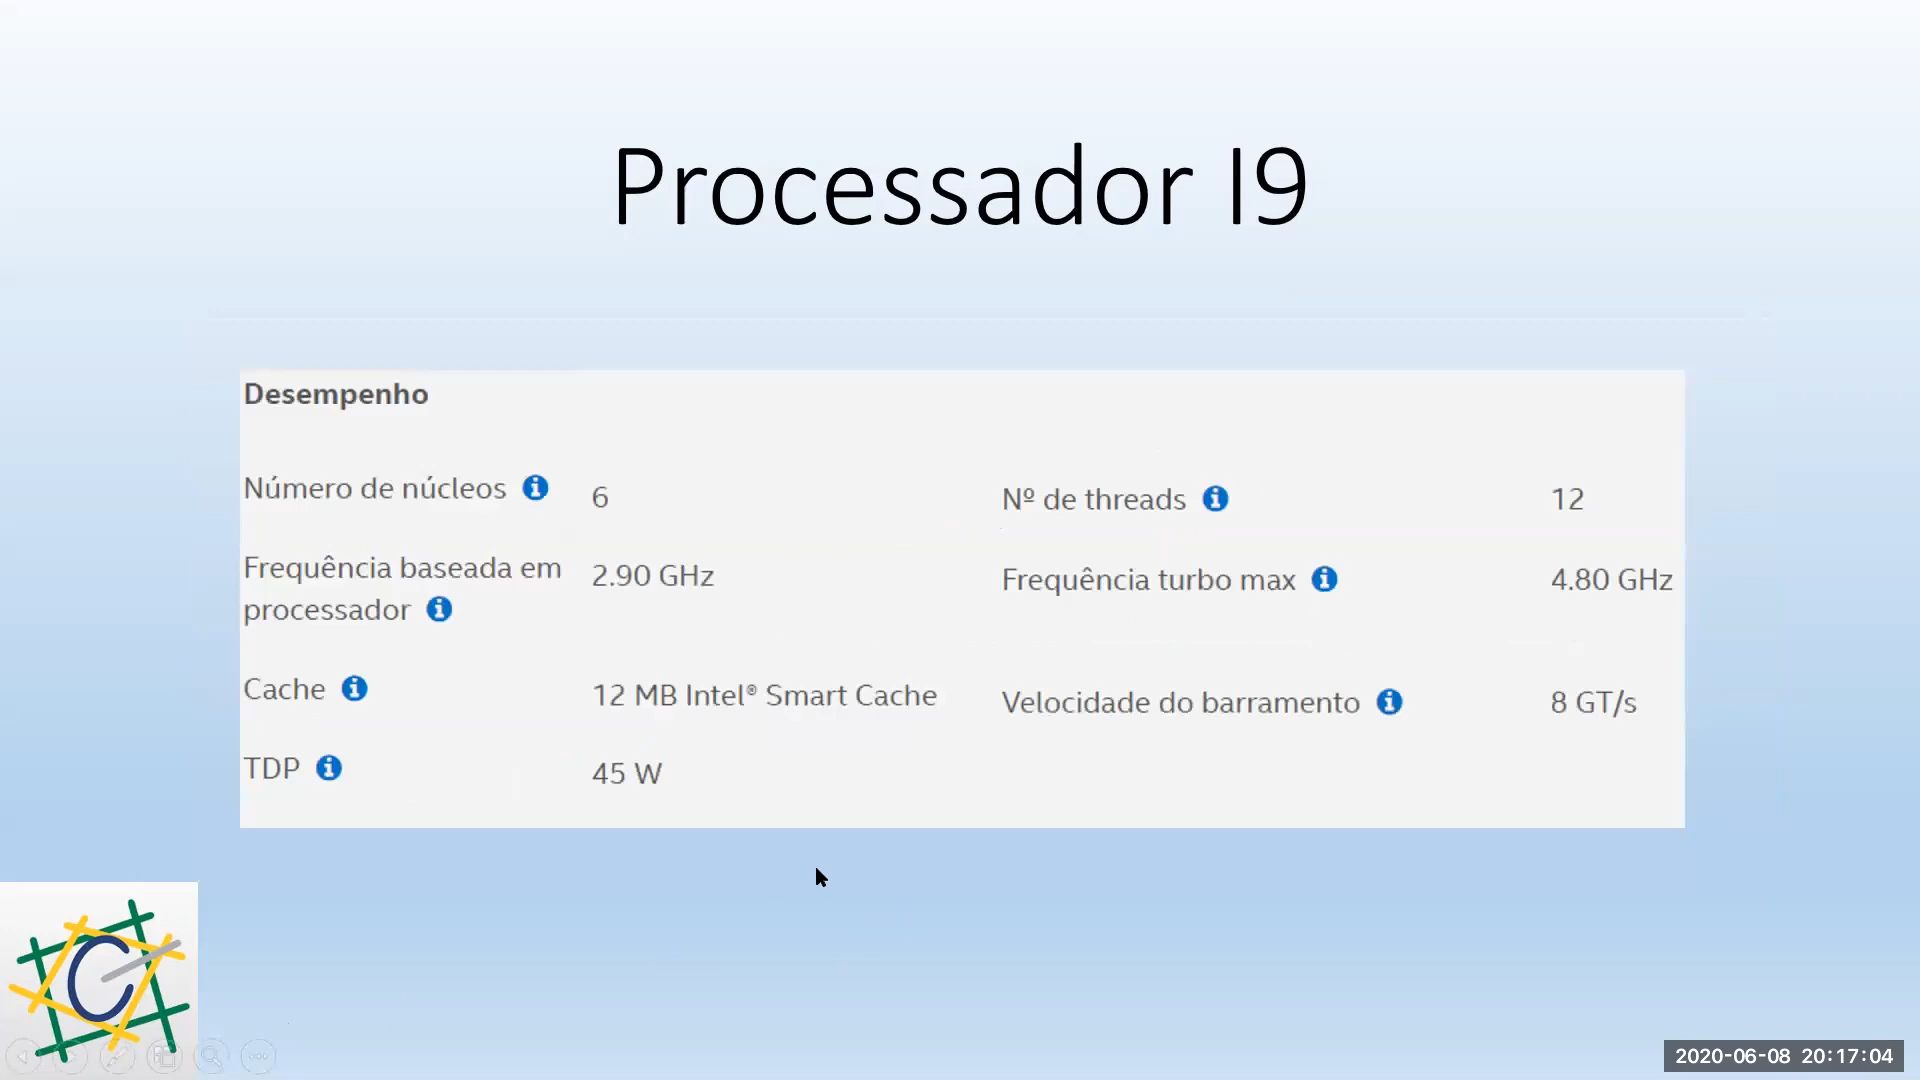 Processador I9
Desempenho
Número de núcleos 6 Nº de threads 12
Frequência baseada em
processador 2.90 GHz Frequência turbo max 4.80 GHz
Cache 12 MB Intel® Smart Cache Velocidade do barramento 8 GT/s
TDP 45 W
2020-06-08 20:17:04